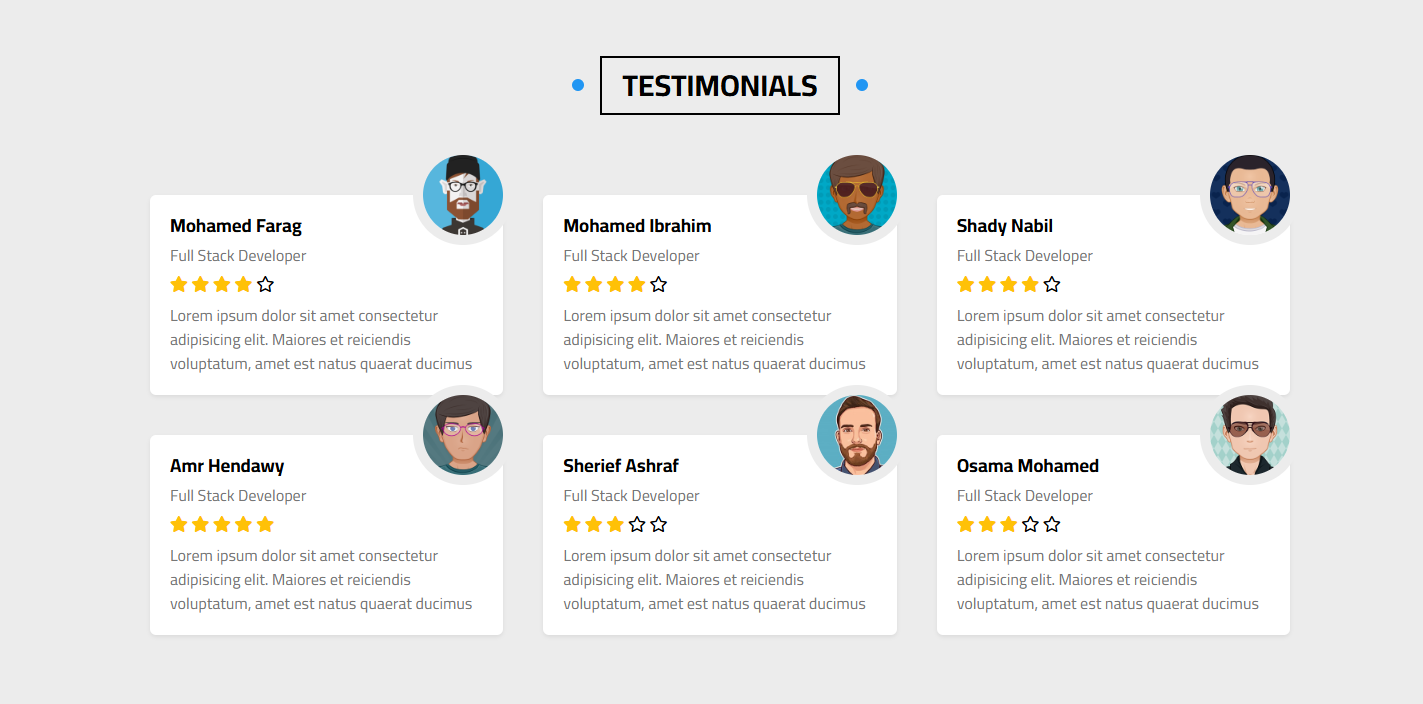 TESTIMONIALS
Mohamed Farag
Full Stack Developer
Lorem ipsum dolor sit amet consectetur
adipisicing elit. Maiores et reiciendis
voluptatum, amet est natus quaerat ducimus
Mohamed Ibrahim
Full Stack Developer
Lorem ipsum dolor sit amet consectetur
adipisicing elit. Maiores et reiciendis
voluptatum, amet est natus quaerat ducimus
Shady Nabil
Full Stack Developer
Lorem ipsum dolor sit amet consectetur
adipisicing elit. Maiores et reiciendis
voluptatum, amet est natus quaerat ducimus
Amr Hendawy
Full Stack Developer
Lorem ipsum dolor sit amet consectetur
adipisicing elit. Maiores et reiciendis
voluptatum, amet est natus quaerat ducimus
Sherief Ashraf
Full Stack Developer
Lorem ipsum dolor sit amet consectetur
adipisicing elit. Maiores et reiciendis
voluptatum, amet est natus quaerat ducimus
Osama Mohamed
Full Stack Developer
Lorem ipsum dolor sit amet consectetur
adipisicing elit. Maiores et reiciendis
voluptatum, amet est natus quaerat ducimus